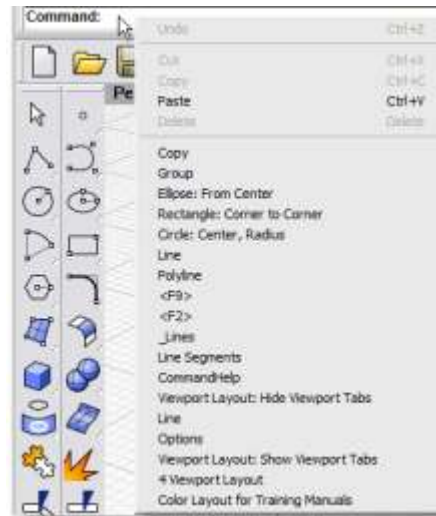 Command:
Undo Ctrl+Z
Cut Ctrl+X
Copy Ctrl+C
Paste Ctrl+V
Delete Delete
Pe
Copy
Group
Ellipse: From Center
Rectangle: Corner to Corner
Circle: Center, Radius
Line
Polyline
<F9>
<F2>
_Lines
Line Segments
CommandHelp
Viewport Layout: Hide Viewport Tabs
Line
Options
Viewport Layout: Show Viewport Tabs
4 Viewport Layout
Color Layout for Training Manuals